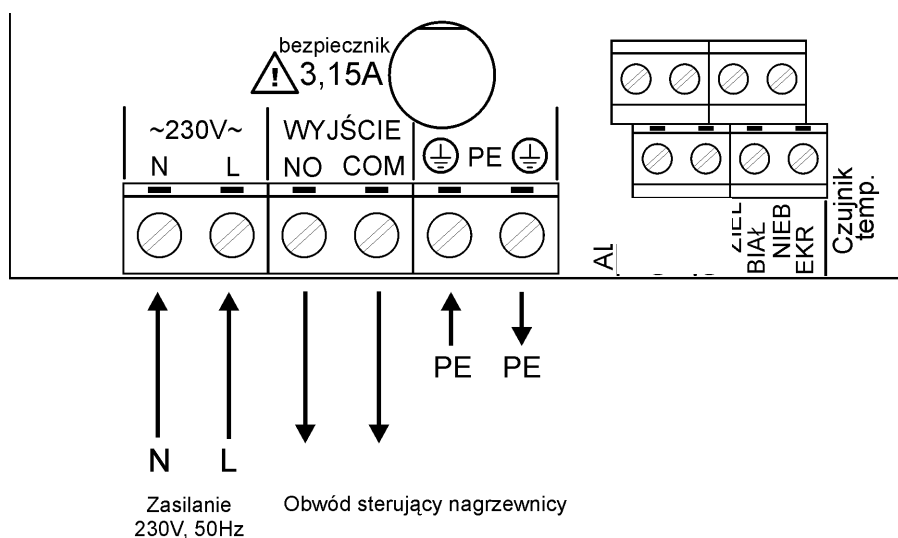 bezpiecznik
3,15A
~230V~
WYJŚCIE
N L
NO COM
PE
ZIEL
BIAŁ
NIEB
EKR
Czujnik
temp.
PE
PE
N
L
Zasilanie
230V, 50Hz
Obwód sterujący nagrzewnicy